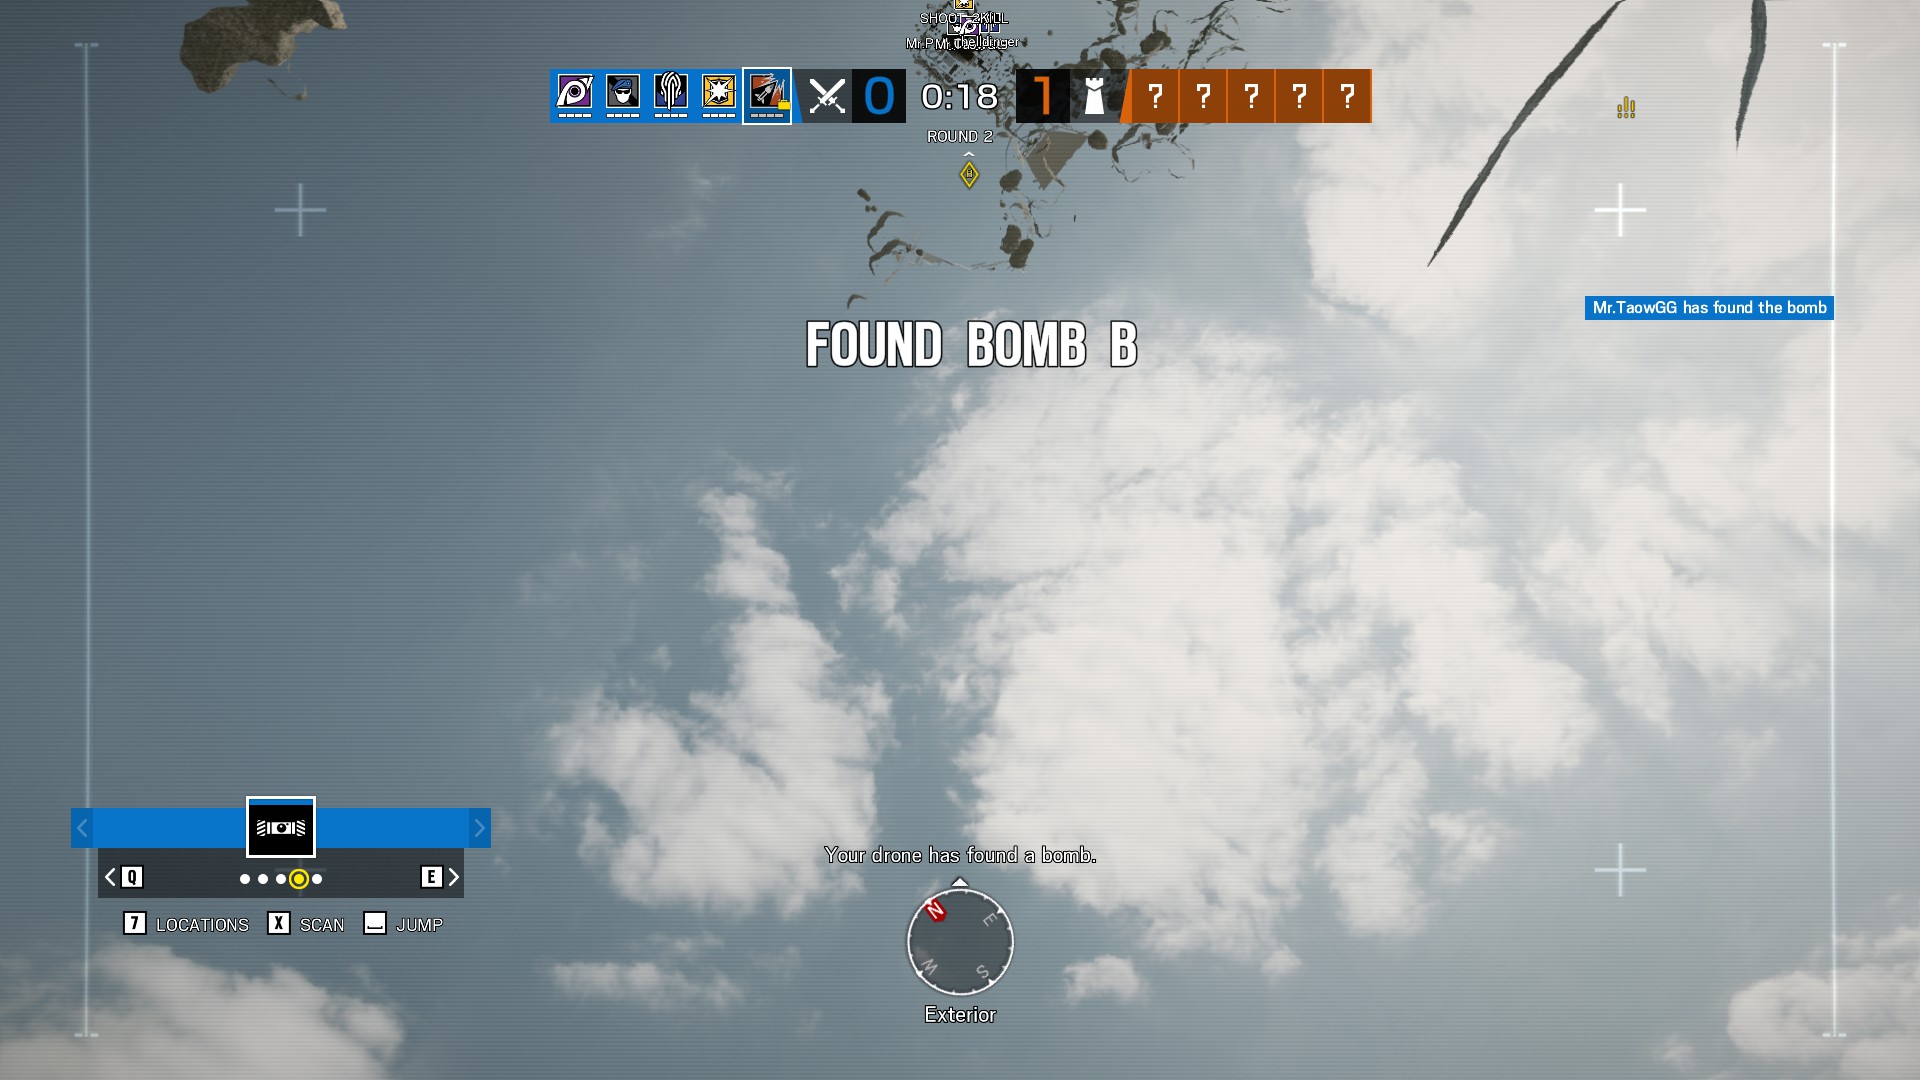 SHOOT_2KILL
0
0:18
1
? ? ? ? ?
ROUND 2
B
Mr.TaowGG has found the bomb
FOUND BOMB B
Your drone has found a bomb.
Q
E
7 LOCATIONS X SCAN JUMP
N
E
W
S
Exterior